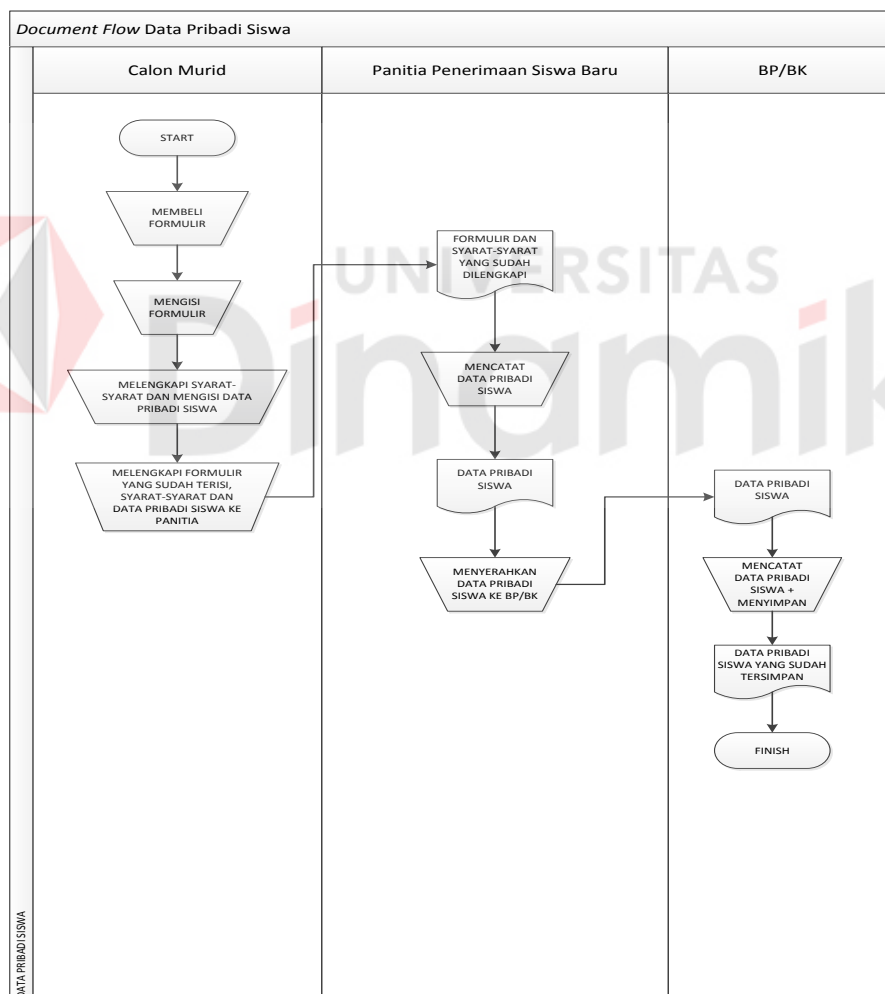 Document Flow Data Pribadi Siswa
Calon Murid
Panitia Penerimaan Siswa Baru
BP/BK
START
MEMBELI
FORMULIR
MENGISI
FORMULIR
MELENGKAPI SYARAT-
SYARAT DAN MENGISI DATA
PRIBADI SISWA
MELENGKAPI FORMULIR
YANG SUDAH TERISI,
SYARAT-SYARAT DAN
DATA PRIBADI SISWA KE
PANITIA
FORMULIR DAN
SYARAT-SYARAT
YANG SUDAH
DILENGKAPI
MENCATAT
DATA PRIBADI
SISWA
DATA PRIBADI
SISWA
MENYERAHKAN
DATA PRIBADI
SISWA KE BP/BK
DATA PRIBADI
SISWA
MENCATAT
DATA PRIBADI
SISWA +
MENYIMPAN
DATA PRIBADI
SISWA YANG SUDAH
TERSIMPAN
FINISH
UNIVERSITAS
Dinamik
DATA PRIBADI SISWA